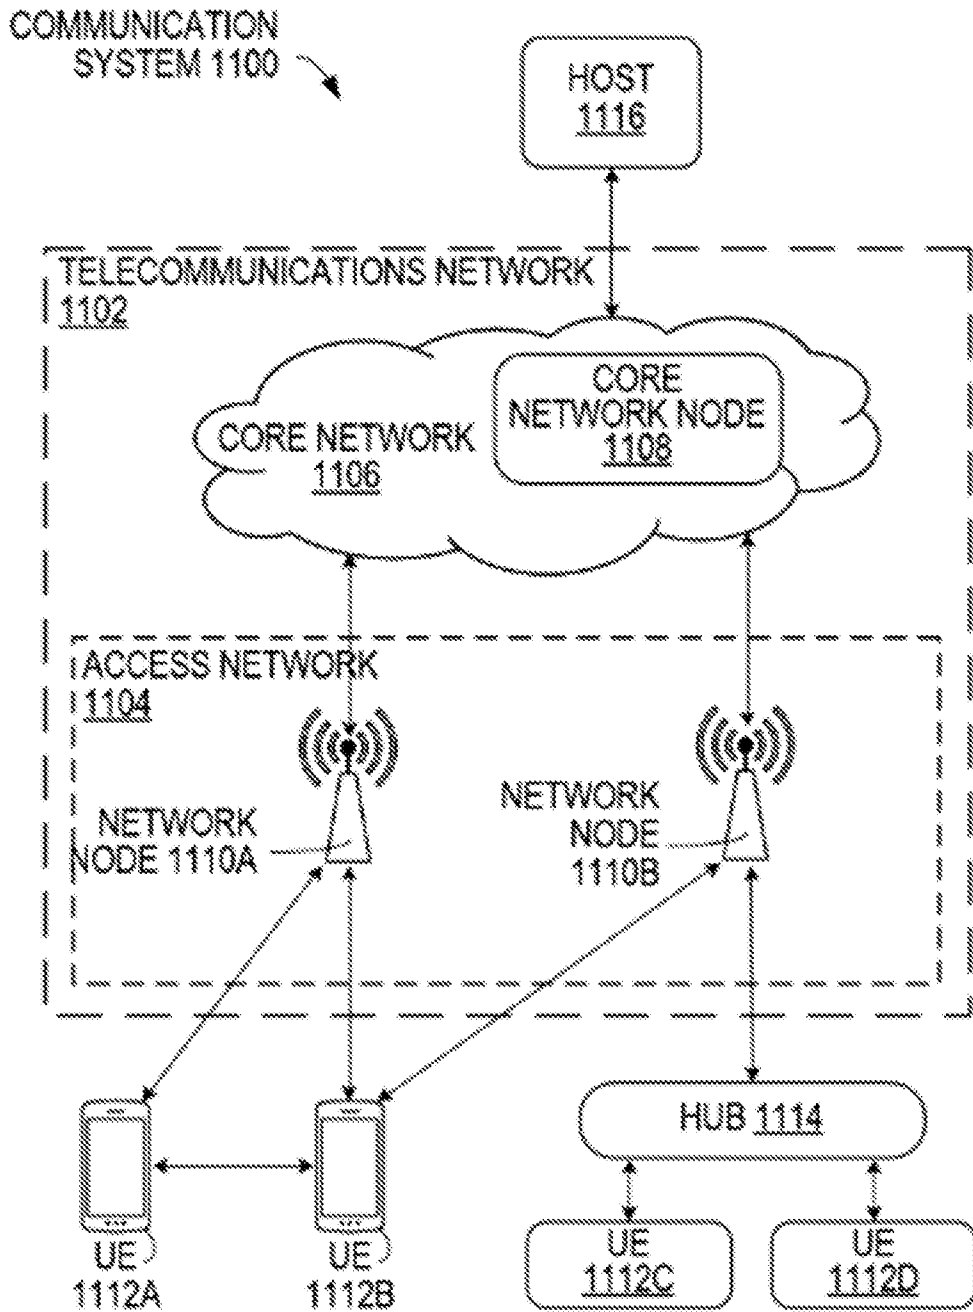 COMMUNICATION
SYSTEM 1100
HOST
1116
TELECOMMUNICATIONS NETWORK
1102
CORE
NETWORK NODE
1108
CORE NETWORK
1106
ACCESS NETWORK
1104
NETWORK
NODE 1110A
NETWORK
NODE
1110B
HUB 1114
UE
1112A
UE
1112B
UE
1112C
UE
1112D